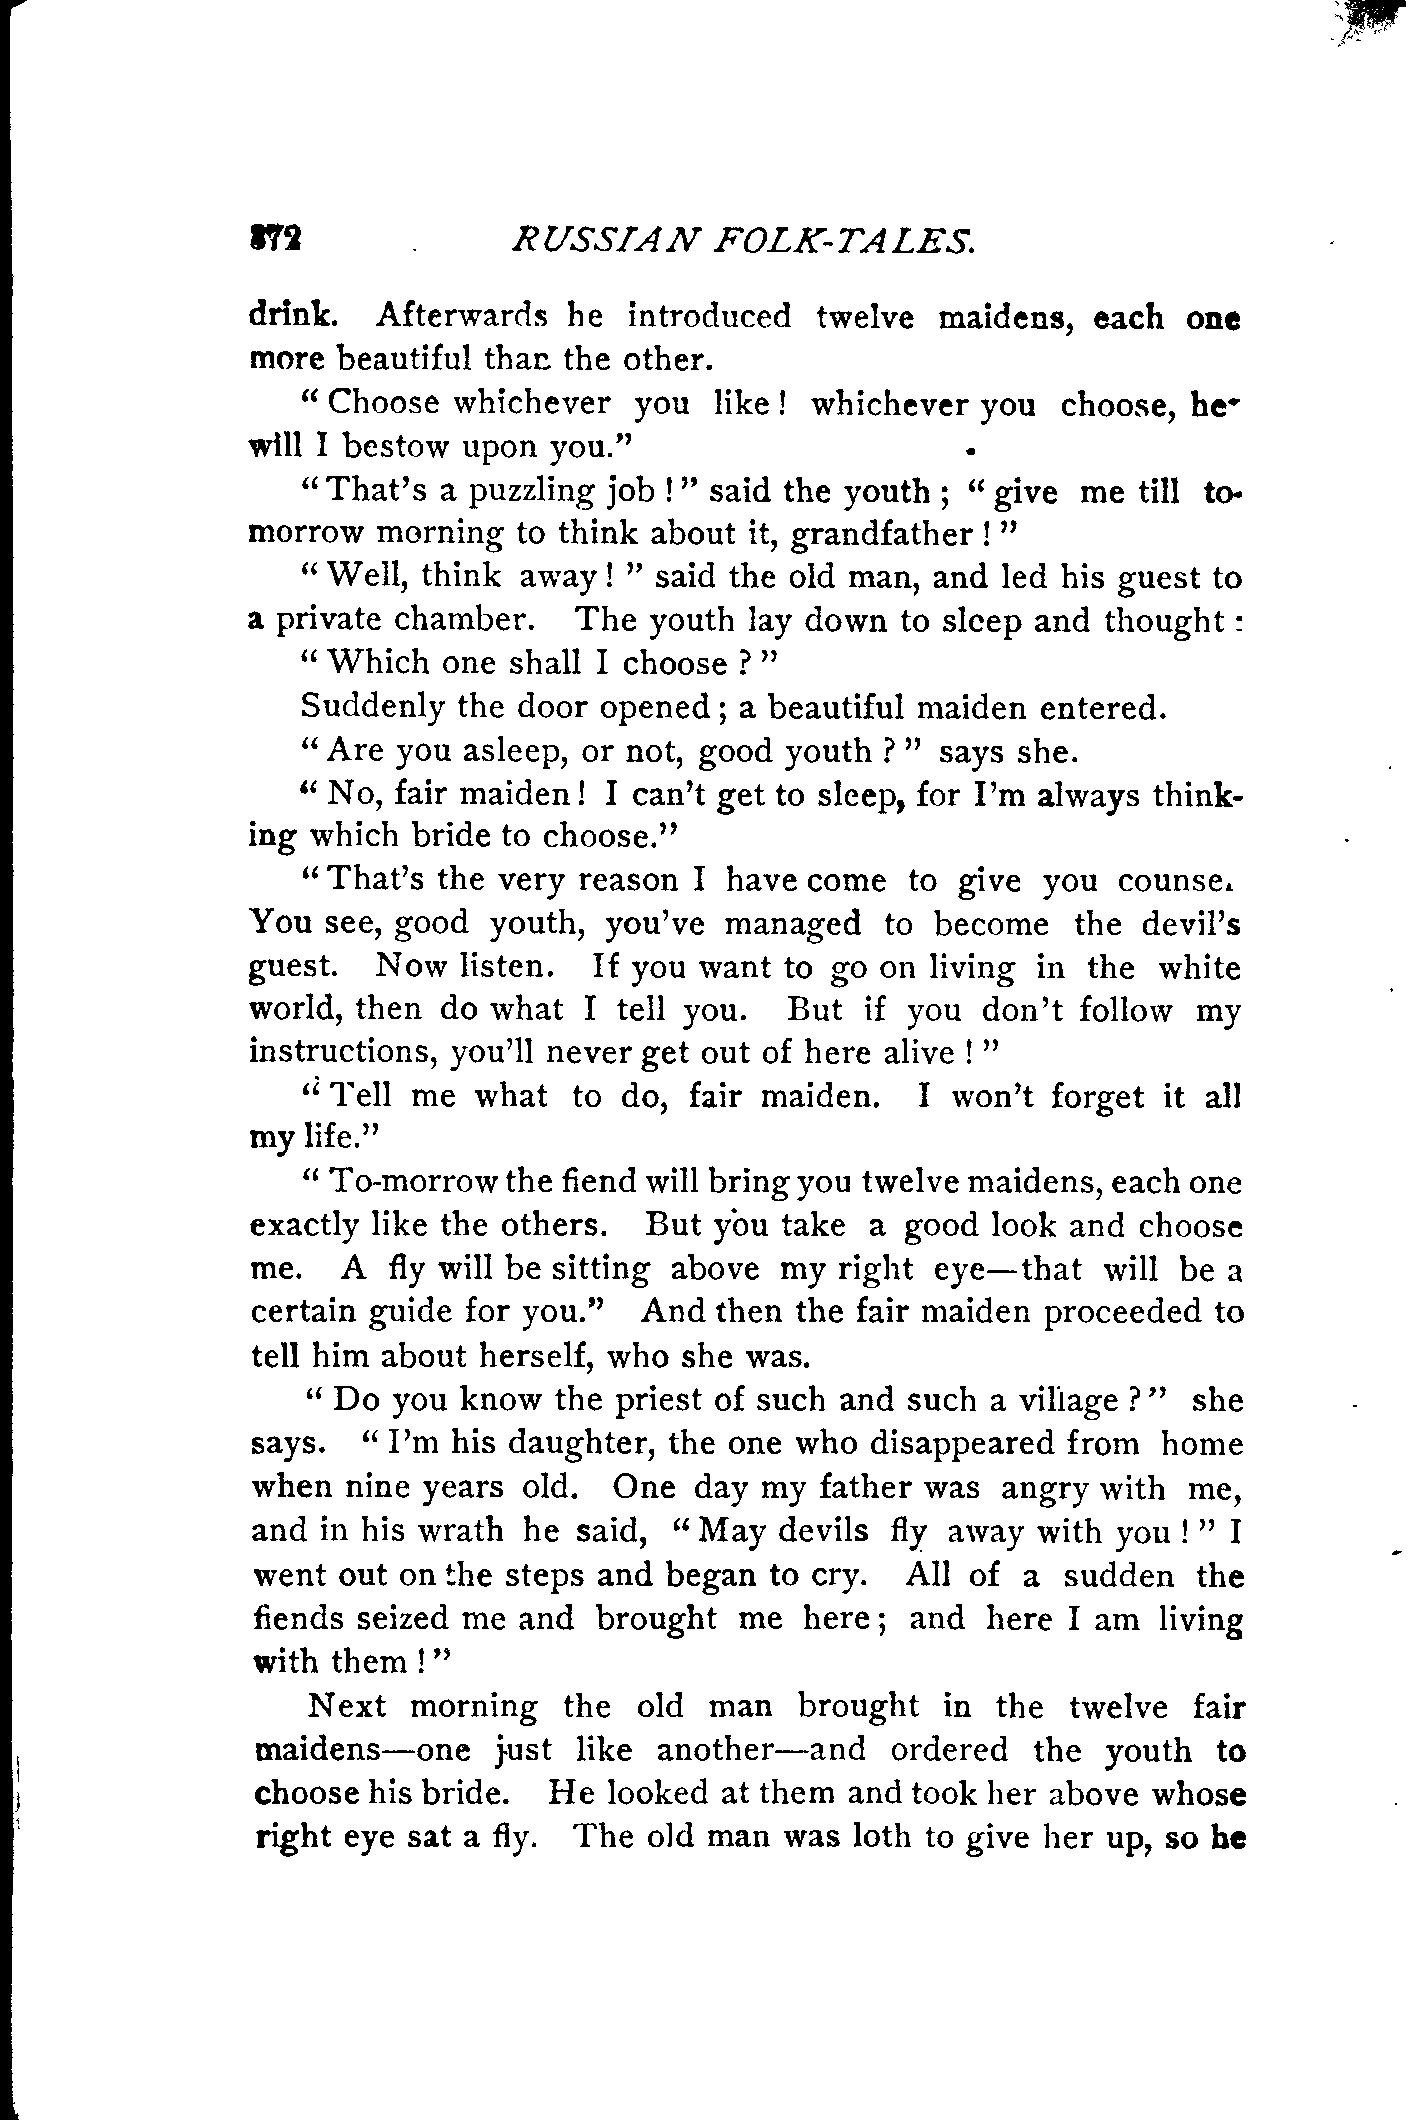 372 RUSSIAN FOLK-TALES.
drink. Afterwards he introduced twelve maidens, each one
more beautiful than the other.
" Choose whichever you like! whichever you choose, her
will I bestow upon you."
"That's a puzzling job !" said the youth ; " give me till to-
morrow morning to think about it, grandfather ! "
" Well, think away! " said the old man, and led his guest to
a private chamber. The youth lay down to sleep and thought :
" Which one shall I choose ? "
Suddenly the door opened ; a beautiful maiden entered.
" Are you asleep, or not, good youth ? " says she.
" No, fair maiden! I can't get to sleep, for I'm always think-
ing which bride to choose."
"That's the very reason I have come to give you counsel.
You see, good youth, you've managed to become the devil's
guest. Now listen. If you want to go on living in the white
world, then do what I tell you. But if you don't follow my
instructions, you'll never get out of here alive ! "
" Tell me what to do, fair maiden. I won't forget it all
my life."
" To-morrow the fiend will bring you twelve maidens, each one
exactly like the others. But you take a good look and choose
me. A fly will be sitting above my right eye—that will be a
certain guide for you." And then the fair maiden proceeded to
tell him about herself, who she was.
" Do you know the priest of such and such a village ?" she
says. " I'm his daughter, the one who disappeared from home
when nine years old. One day my father was angry with me,
and in his wrath he said, " May devils fly away with you ! " I
went out on the steps and began to cry. All of a sudden the
fiends seized me and brought me here ; and here I am living
with them !"
Next morning the old man brought in the twelve fair
maidens—one just like another—and ordered the youth to
choose his bride. He looked at them and took her above whose
right eye sat a fly. The old man was loth to give her up, so he